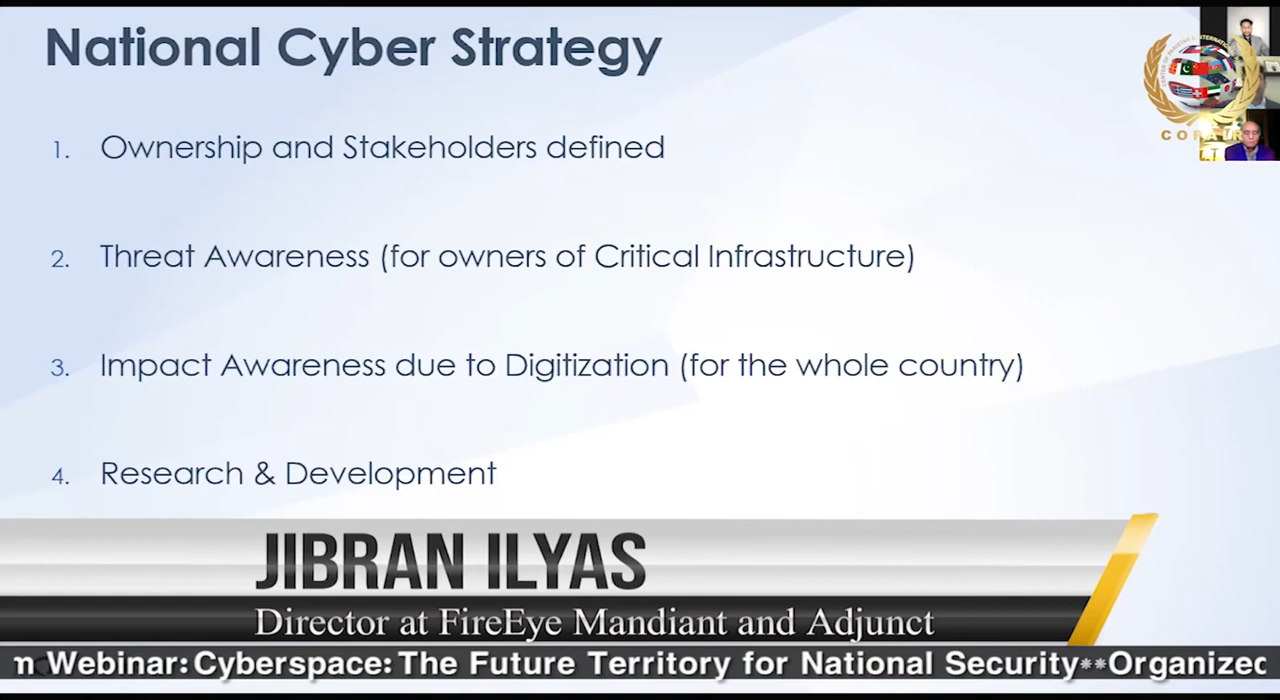 National Cyber Strategy
1. Ownership and Stakeholders defined
2. Threat Awareness (for owners of Critical Infrastructure)
3. Impact Awareness due to Digitization (for the whole country)
4. Research & Development
JIBRAN ILYAS
Director at FireEye Mandiant and Adjunct
m Webinar: Cyberspace: The Future Territory for National Security**Organized